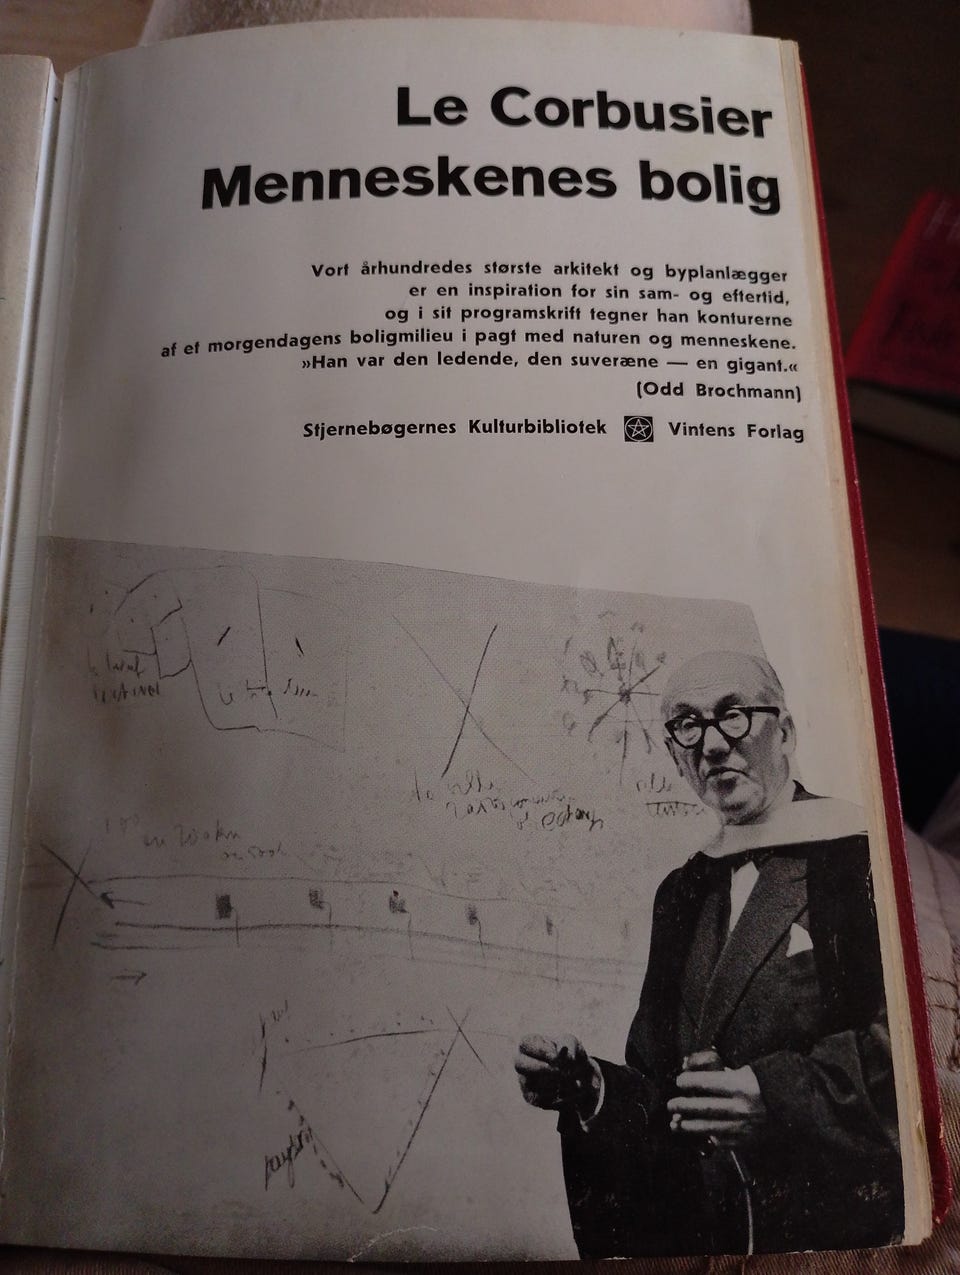 Le Corbusier
Menneskenes bolig
Vort århundredes største arkitekt og byplanlægger
er en inspiration for sin sam- og eftertid,
og i sit programskrift tegner han konturerne
af et morgendagens boligmilieu i pagt med naturen og menneskene.
»Han var den ledende, den suveræne — en gigant.«
(Odd Brochmann)
Stjernebøgernes Kulturbibliotek Vintens Forlag